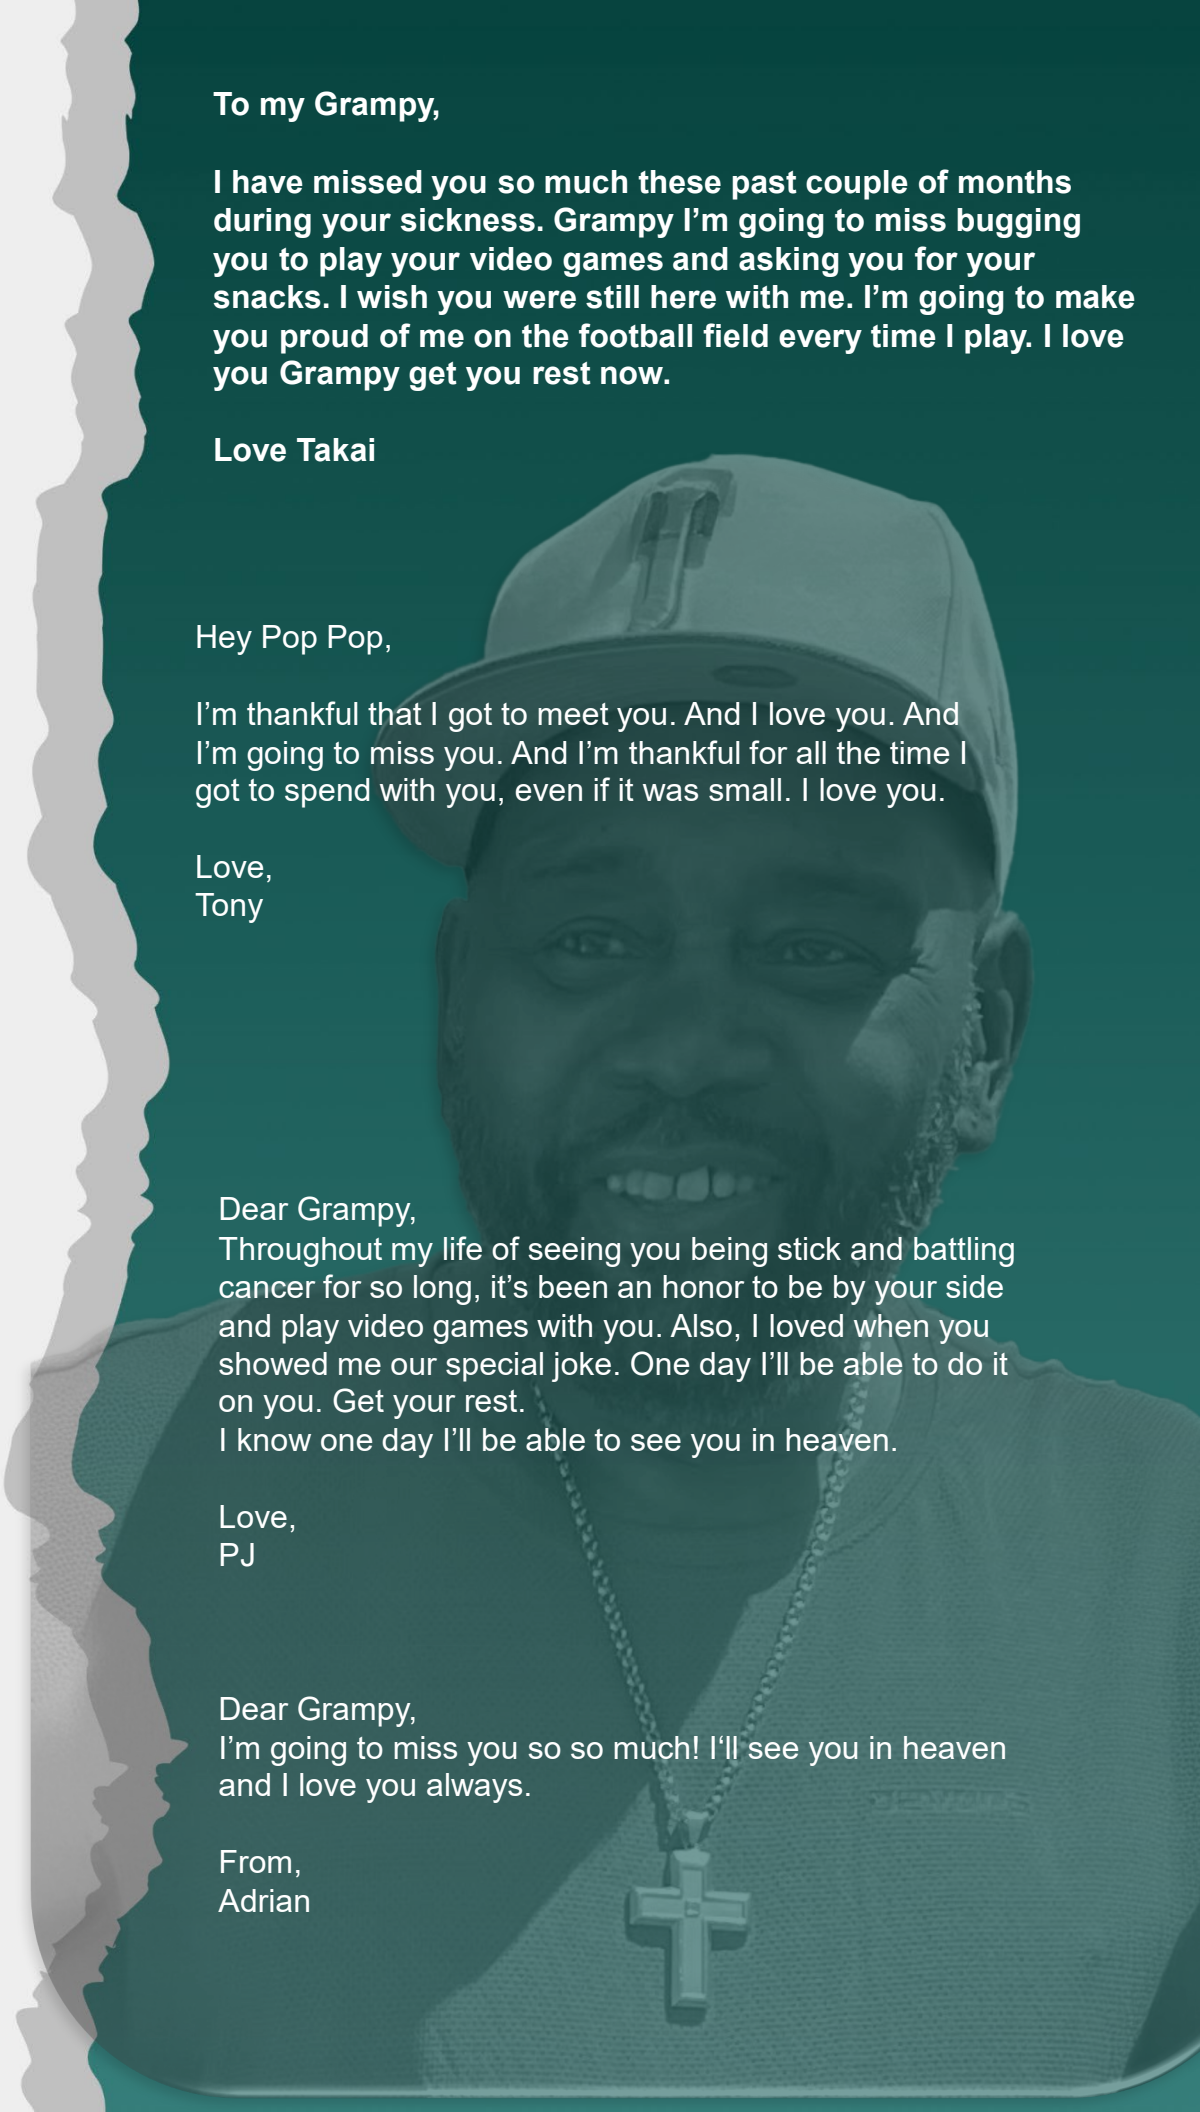 To my Grampy,
I have missed you so much these past couple of months
during your sickness. Grampy I’m going to miss bugging
you to play your video games and asking you for your
snacks. I wish you were still here with me. I’m going to make
you proud of me on the football field every time I play. I love
you Grampy get you rest now.
Love Takai
Hey Pop Pop,
I’m thankful that I got to meet you. And I love you. And
I’m going to miss you. And I’m thankful for all the time I
got to spend with you, even if it was small. I love you.
Love,
Tony
Dear Grampy,
Throughout my life of seeing you being stick and battling
cancer for so long, it’s been an honor to be by your side
and play video games with you. Also, I loved when you
showed me our special joke. One day I’ll be able to do it
on you. Get your rest.
I know one day I’ll be able to see you in heaven.
Love,
PJ
Dear Grampy,
I’m going to miss you so so much! I‘ll see you in heaven
and I love you always.
From,
Adrian